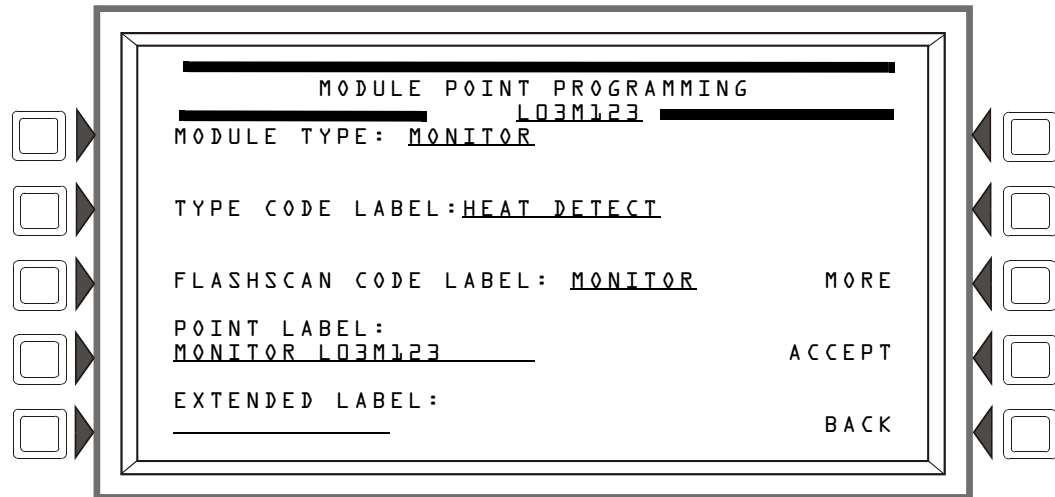 MODULE POINT PROGRAMMING
L03M123
MODULE TYPE: MONITOR
TYPE CODE LABEL:HEAT DETECT
FLASHSCAN CODE LABEL: MONITOR MORE
POINT LABEL:
MONITOR L03M123 ACCEPT
EXTENDED LABEL:
BACK